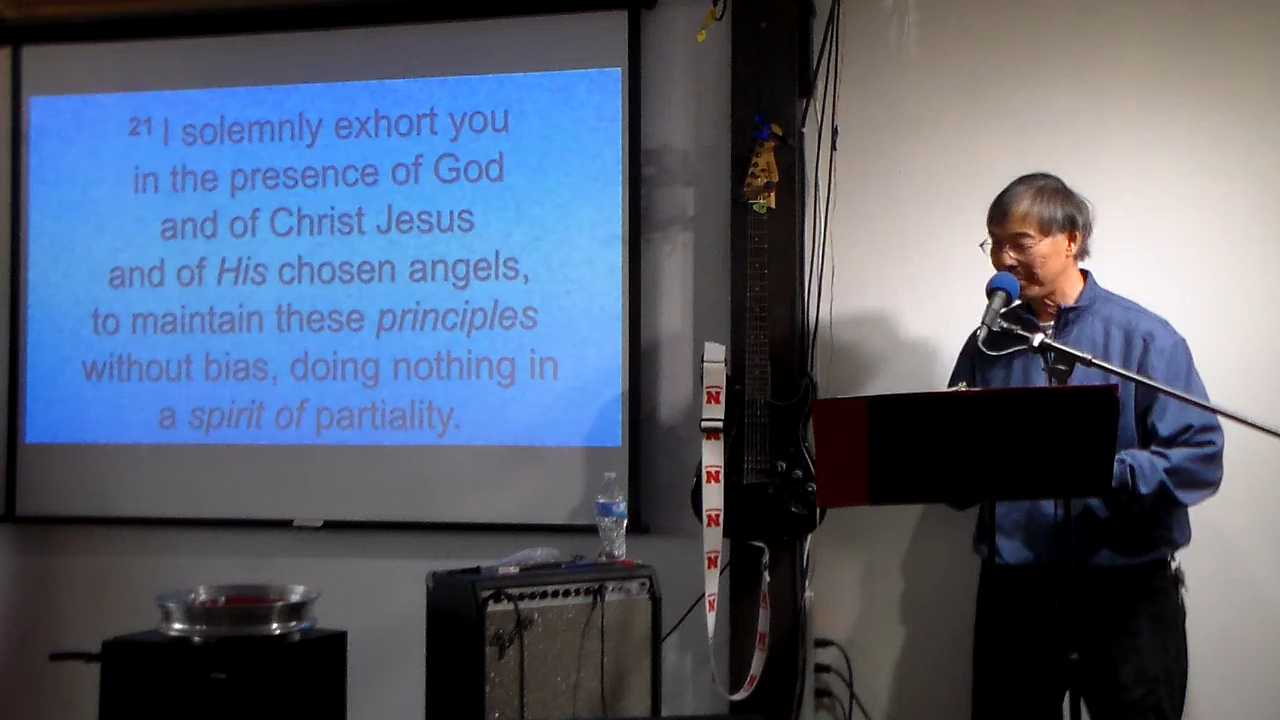 21 I solemnly exhort you
in the presence of God
and of Christ Jesus
and of His chosen angels,
to maintain these principles
without bias, doing nothing in
a spirit of partiality.
N
N
N
N
N
N
N
N